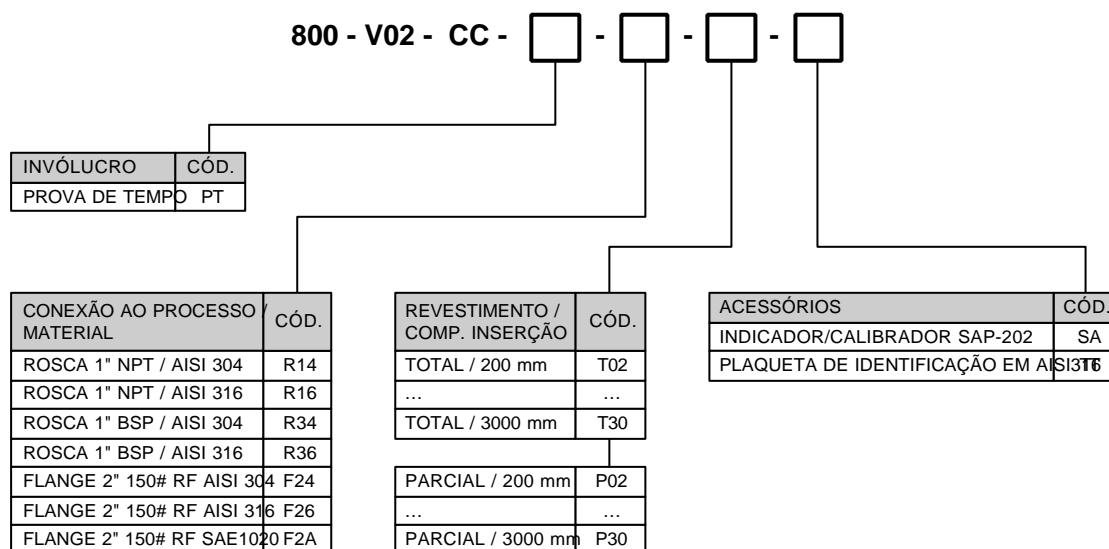 800 - V02 - CC - - - -
INVÓLUCRO CÓD.
PROVA DE TEMPO PT
CONEXÃO AO PROCESSO /
MATERIAL CÓD.
ROSCA 1" NPT / AISI 304 R14
ROSCA 1" NPT / AISI 316 R16
ROSCA 1" BSP / AISI 304 R34
ROSCA 1" BSP / AISI 316 R36
FLANGE 2" 150# RF AISI 304 F24
FLANGE 2" 150# RF AISI 316 F26
FLANGE 2" 150# RF SAE1020 F2A
REVESTIMENTO /
COMP. INSERÇÃO CÓD.
TOTAL / 200 mm T02
... ...
TOTAL / 3000 mm T30
PARCIAL / 200 mm P02
... ...
PARCIAL / 3000 mm P30
ACESSÓRIOS CÓD.
INDICADOR/CALIBRADOR SAP-202 SA
PLAQUETA DE IDENTIFICAÇÃO EM AISI316